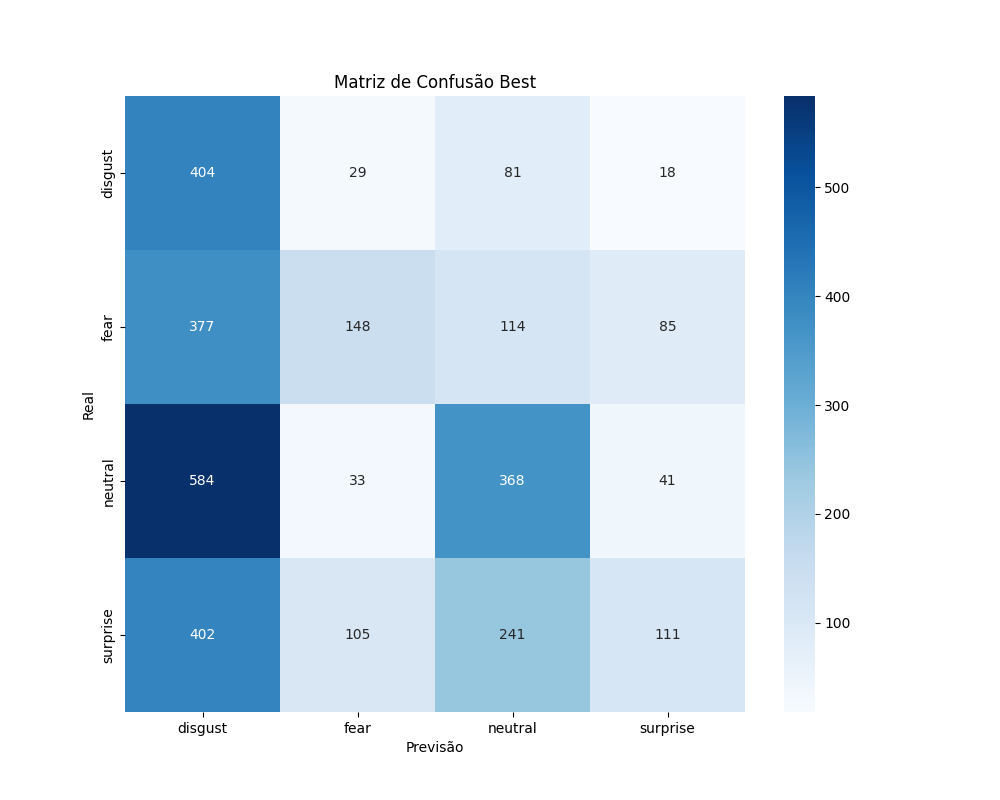 Matriz de Confusão Best
disgust 404 29 81 18
fear 377 148 114 85
neutral 584 33 368 41
surprise 402 105 241 111
disgust fear neutral surprise
Previsão
Real
500
400
300
200
100